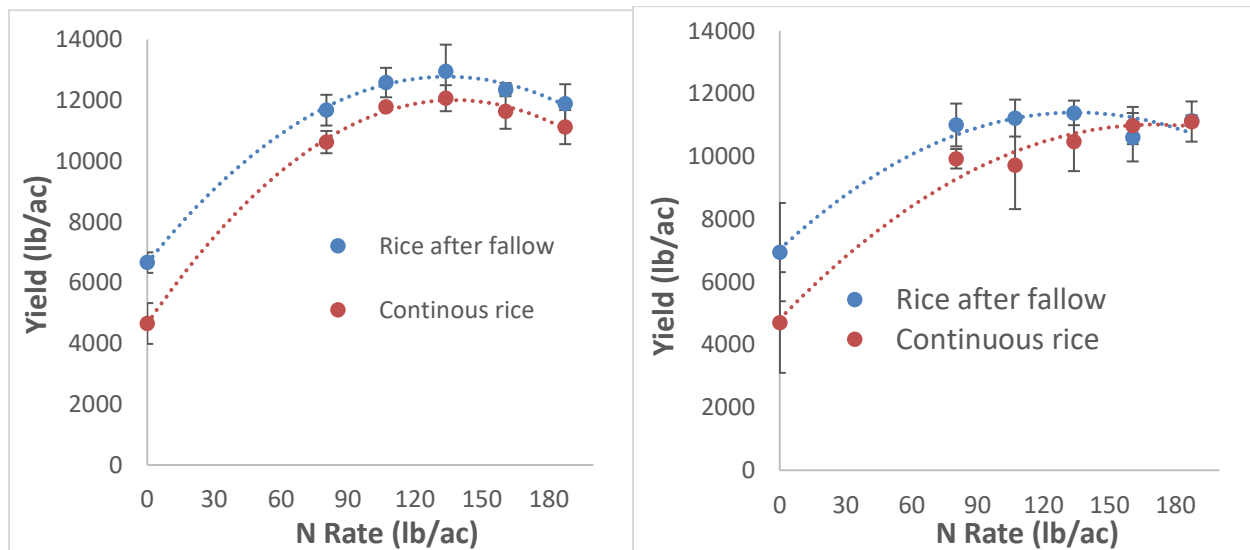 14000
12000
10000
8000
6000
4000
2000
0
Yield (lb/ac)
Rice after fallow
Continous rice
0 30 60 90 120 150 180
N Rate (lb/ac)
14000
12000
10000
8000
6000
4000
2000
0
Yield (lb/ac)
Rice after fallow
Continuous rice
0 30 60 90 120 150 180
N Rate (lb/ac)